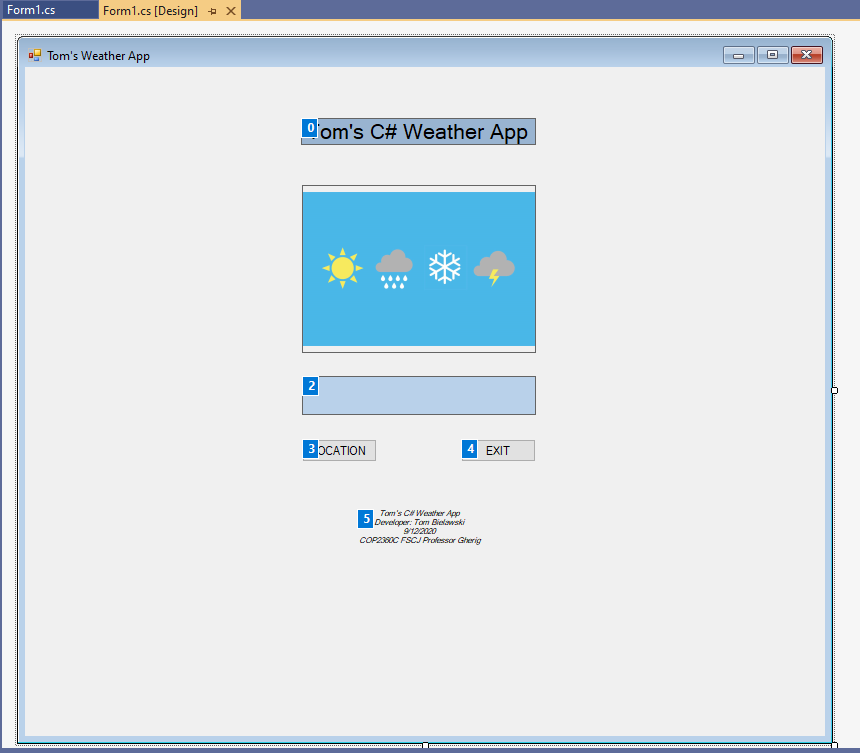 Form1.cs
Form1.cs [Design]
Tom's Weather App
0
om's C# Weather App
2
3 OCATION
4 EXIT
5
Tom's C# Weather App
Developer: Tom Bielawski
9/12/2020
COP2360C FSCJ Professor Gherig